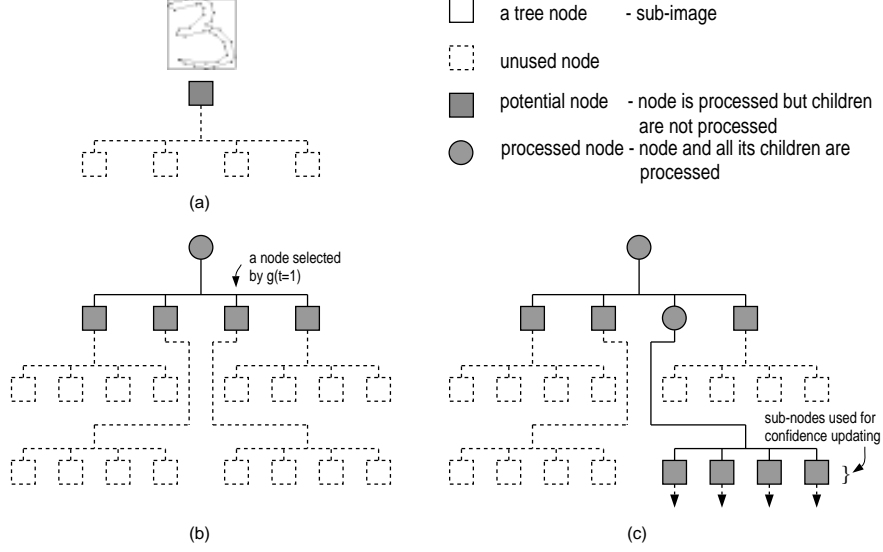 a tree node - sub-image
unused node
potential node - node is processed but children
are not processed
processed node - node and all its children are
processed
(a)
a node selected
by g(t=1)
sub-nodes used for
confidence updating
}
(b)
(c)